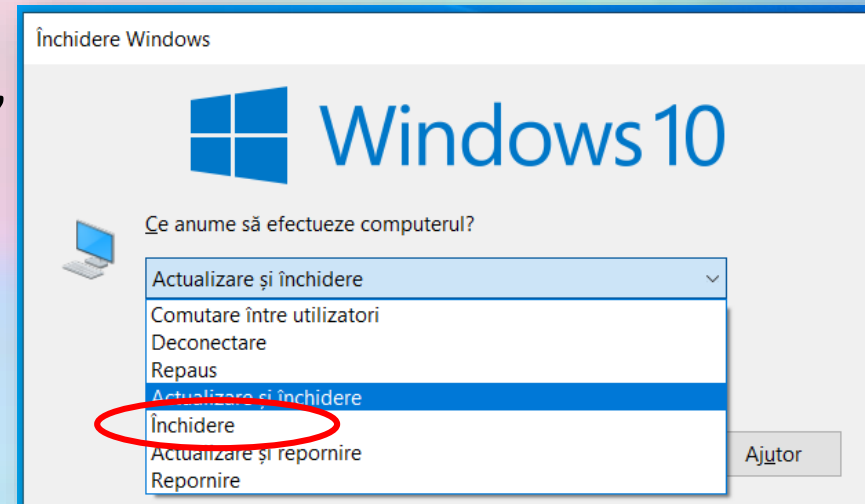 Închidere Windows
Windows 10
Ce anume să efectueze computerul?
Actualizare și închidere
Comutare între utilizatori
Deconectare
Repaus
Actualizare și închidere
Închidere
Actualizare și repornire
Repornire
Ajutor